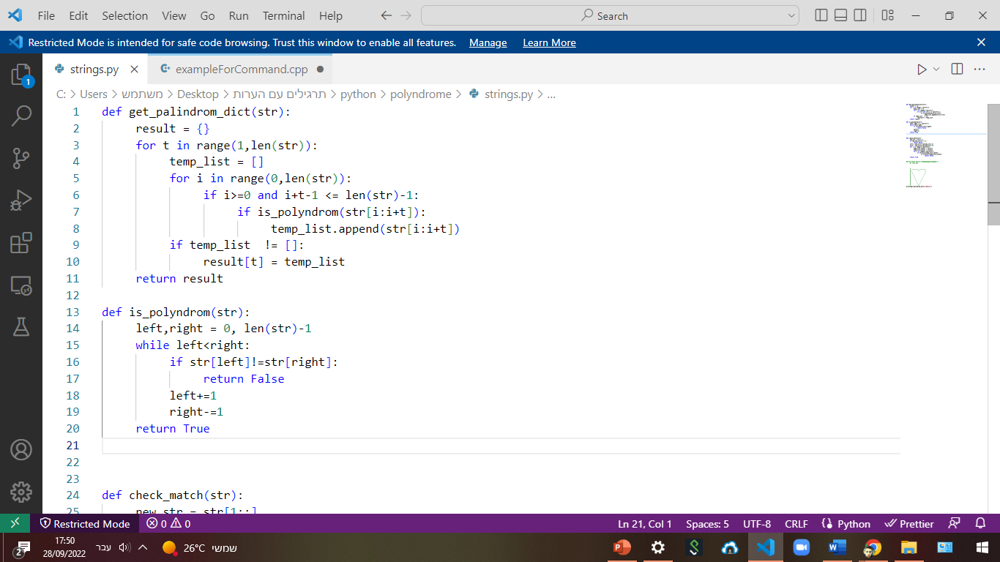 File Edit Selection View Go Run Terminal Help Search
Restricted Mode is intended for safe code browsing. Trust this window to enable all features. Manage Learn More
strings.py exampleForCommand.cpp
C: > Users > משתמש > Desktop > תרגילים עם הערות > python > polyndrome > strings.py > ...
1
1 def get_palindrom_dict(str):
2 result = {}
3 for t in range(1,len(str)):
4 temp_list = []
5 for i in range(0,len(str)):
6 if i>=0 and i+t-1 <= len(str)-1:
7 if is_polyndrom(str[i:i+t]):
8 temp_list.append(str[i:i+t])
9 if temp_list  != []:
10 result[t] = temp_list
11 return result
12
13 def is_polyndrom(str):
14 left,right = 0, len(str)-1
15 while left<right:
16 if str[left]!=str[right]:
17 return False
18 left+=1
19 right-=1
20 return True
21
22
23
24 def check_match(str):
25 new_str = str[1::]
Restricted Mode 0 0 Ln 21, Col 1 Spaces: 5 UTF-8 CRLF Python Prettier
2 17:50 עבר 26°C שמשי
28/09/2022